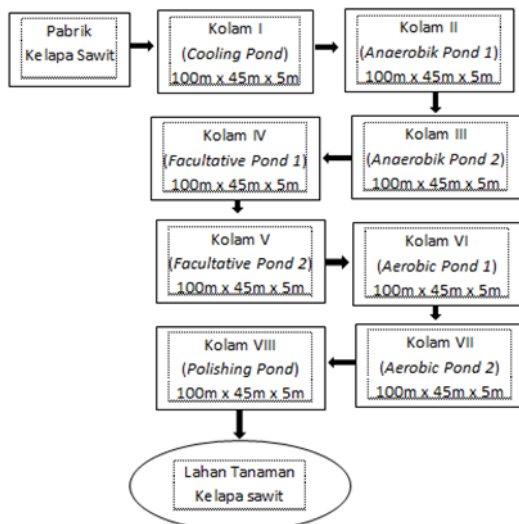 Pabrik
Kelapa Sawit
Kolam I
(Cooling Pond)
100m x 45m x 5m
Kolam II
(Anaerobik Pond 1)
100m x 45m x 5m
Kolam III
(Anaerobik Pond 2)
100m x 45m x 5m
Kolam IV
(Facultative Pond 1)
100m x 45m x 5m
Kolam V
(Facultative Pond 2)
100m x 45m x 5m
Kolam VI
(Aerobic Pond 1)
100m x 45m x 5m
Kolam VII
(Aerobic Pond 2)
100m x 45m x 5m
Kolam VIII
(Polishing Pond)
100m x 45m x 5m
Lahan Tanaman
Kelapa sawit